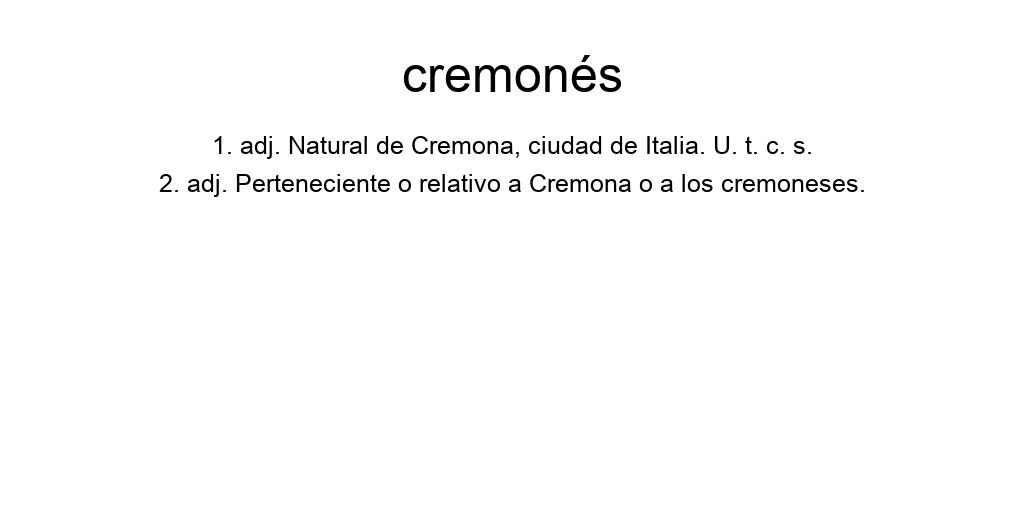 cremonés
1. adj. Natural de Cremona, ciudad de Italia. U. t. c. s.
2. adj. Perteneciente o relativo a Cremona o a los cremoneses.